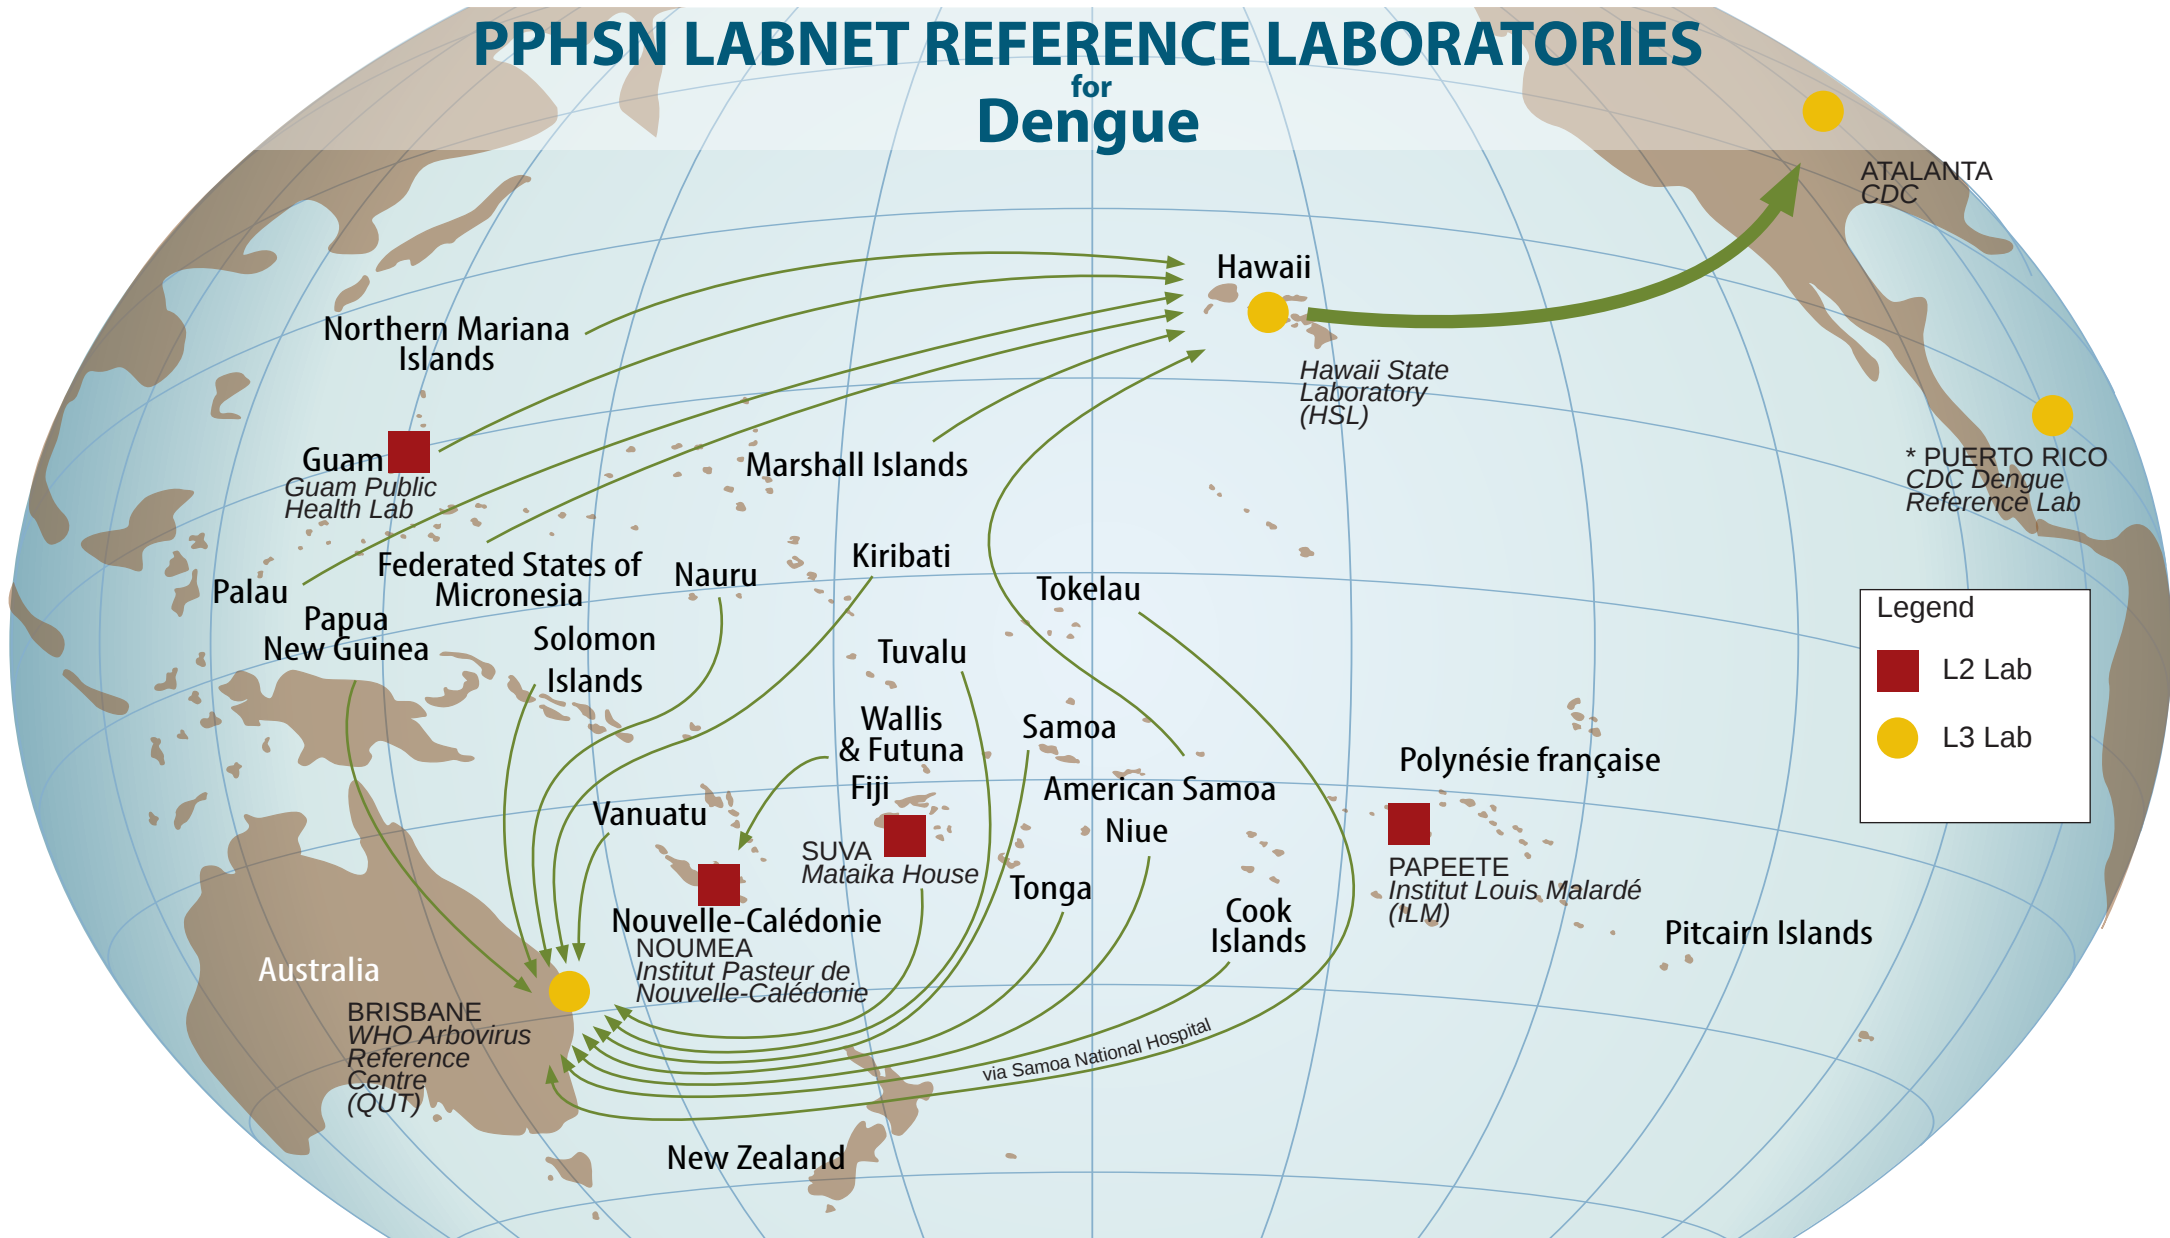 PPHSN LABNET REFERENCE LABORATORIES
for
Dengue
ATALANTA
CDC
Hawaii
Hawaii State
Laboratory
(HSL)
Northern Mariana
Islands
Guam
Guam Public
Health Lab
Marshall Islands
* PUERTO RICO
CDC Dengue
Reference Lab
Palau
Federated States of
Micronesia
Nauru
Kiribati
Tokelau
Papua
New Guinea
Solomon
Islands
Tuvalu
Legend
L2 Lab
L3 Lab
Wallis
& Futuna
Fiji
Samoa
American Samoa
Niue
Polynésie française
Vanuatu
SUVA
Mataika House
Tonga
PAPEETE
Institut Louis Malardé
(ILM)
Nouvelle-Calédonie
NOUMEA
Institut Pasteur de
Nouvelle-Calédonie
Cook
Islands
Pitcairn Islands
Australia
BRISBANE
WHO Arbovirus
Reference
Centre
(QUT)
via Samoa National Hospital
New Zealand